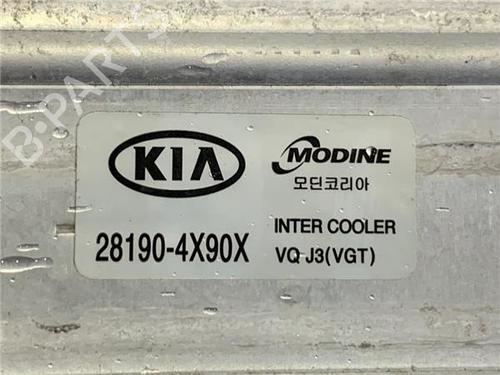 B-PARTS
KIA
MODINE
모딘코리아
28190-4X90X
INTER COOLER
VQ J3(VGT)